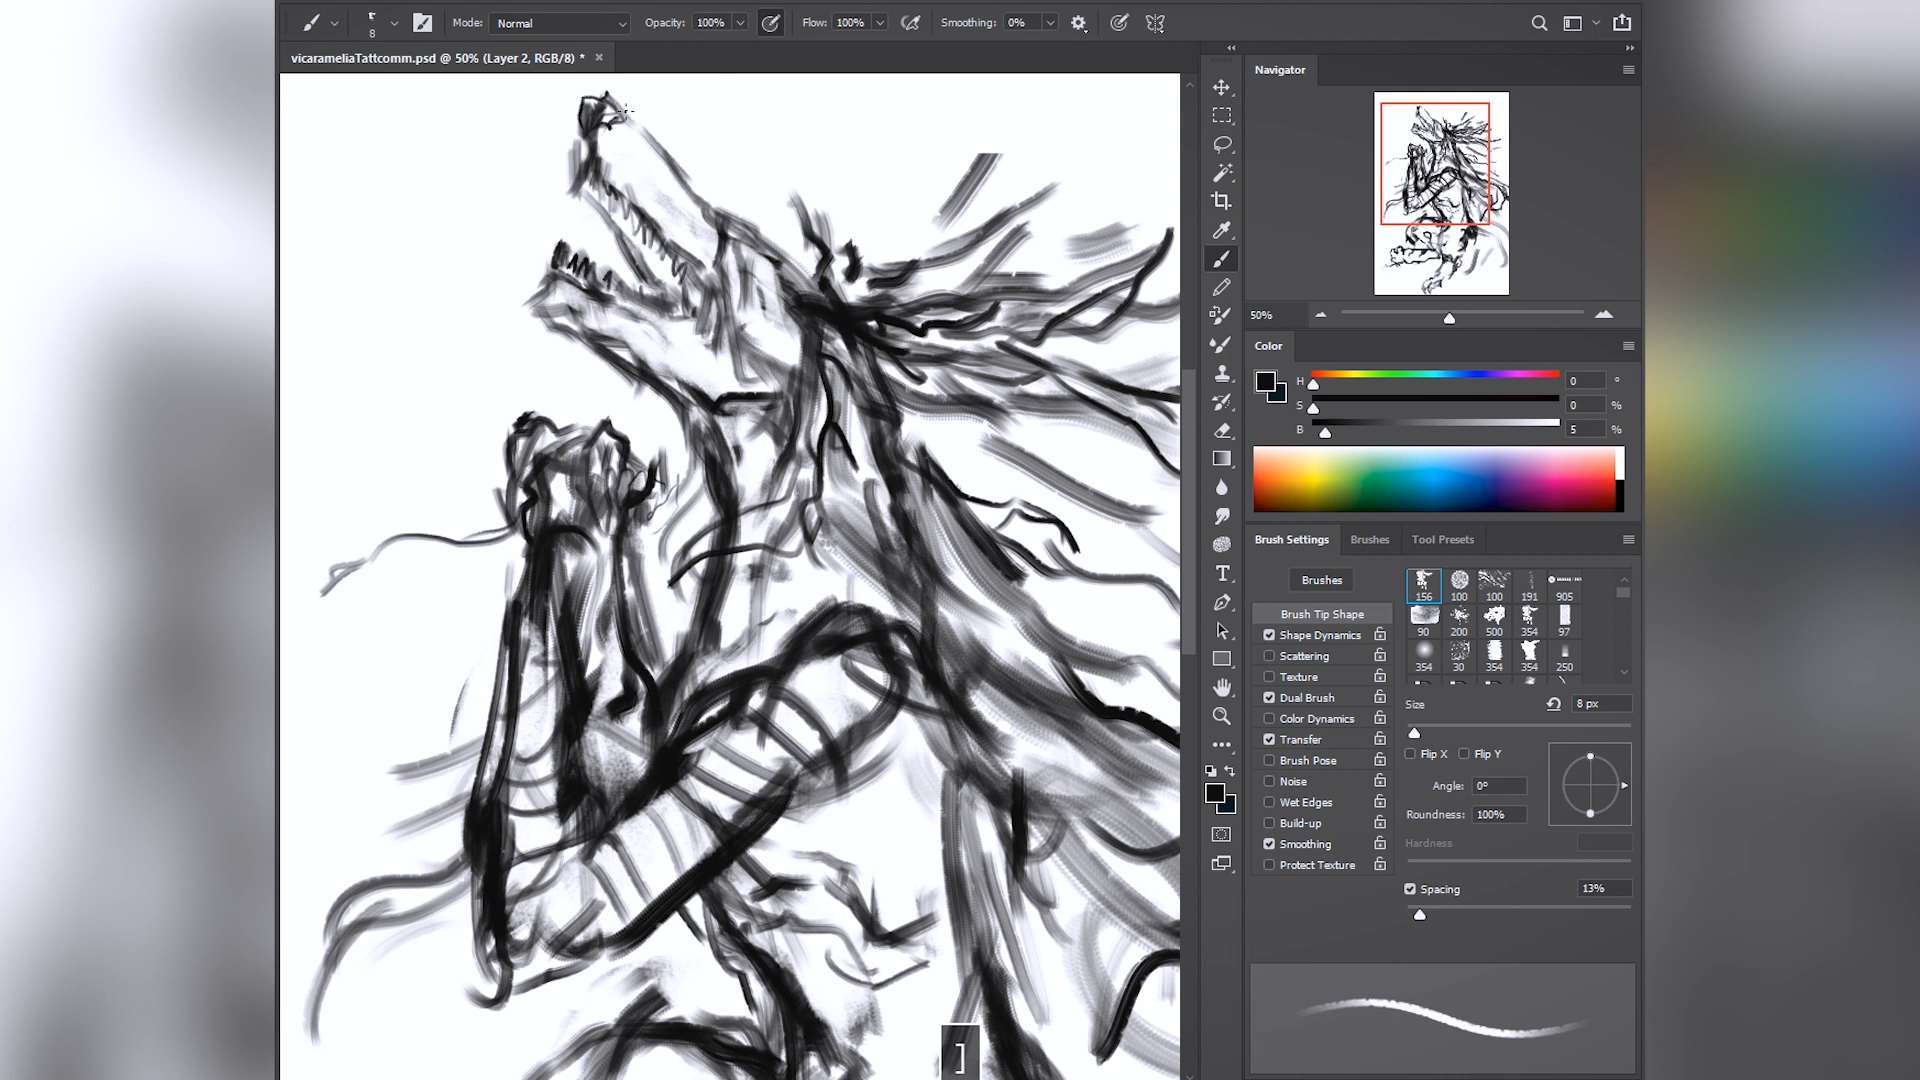 8
Mode: Normal
Opacity: 100%
Flow: 100%
Smoothing: 0%
vicarameliaTattcomm.psd @ 50% (Layer 2, RGB/8) *
Navigator
50%
Color
H 0 °
S 0 %
B 5 %
Brush Settings Brushes Tool Presets
Brushes
Brush Tip Shape
Shape Dynamics
Scattering
Texture
Dual Brush
Color Dynamics
Transfer
Brush Pose
Noise
Wet Edges
Build-up
Smoothing
Protect Texture
156 100 100 191 905
90 200 500 354 97
354 30 354 354 250
Size 8 px
Flip X Flip Y
Angle: 0°
Roundness: 100%
Hardness
Spacing 13%
]